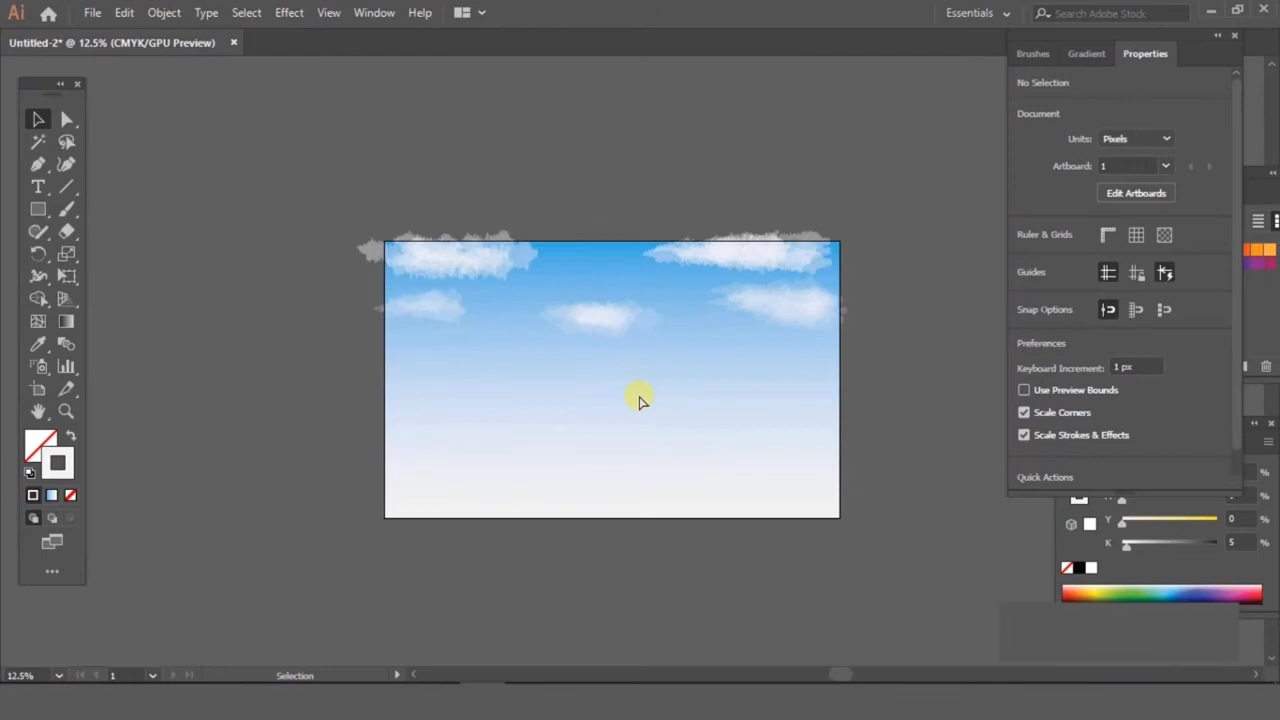 Ai File Edit Object Type Select Effect View Window Help Essentials Search Adobe Stock
Untitled-2* @ 12.5% (CMYK/GPU Preview)
Brushes Gradient Properties
No Selection
Document
Units: Pixels
Artboard: 1
Edit Artboards
Ruler & Grids
Guides
Snap Options
Preferences
Keyboard Increment: 1 px
Use Preview Bounds
Scale Corners
Scale Strokes & Effects
Quick Actions
%
%
Y 0 %
K 5 %
T
12.5% 1 Selection